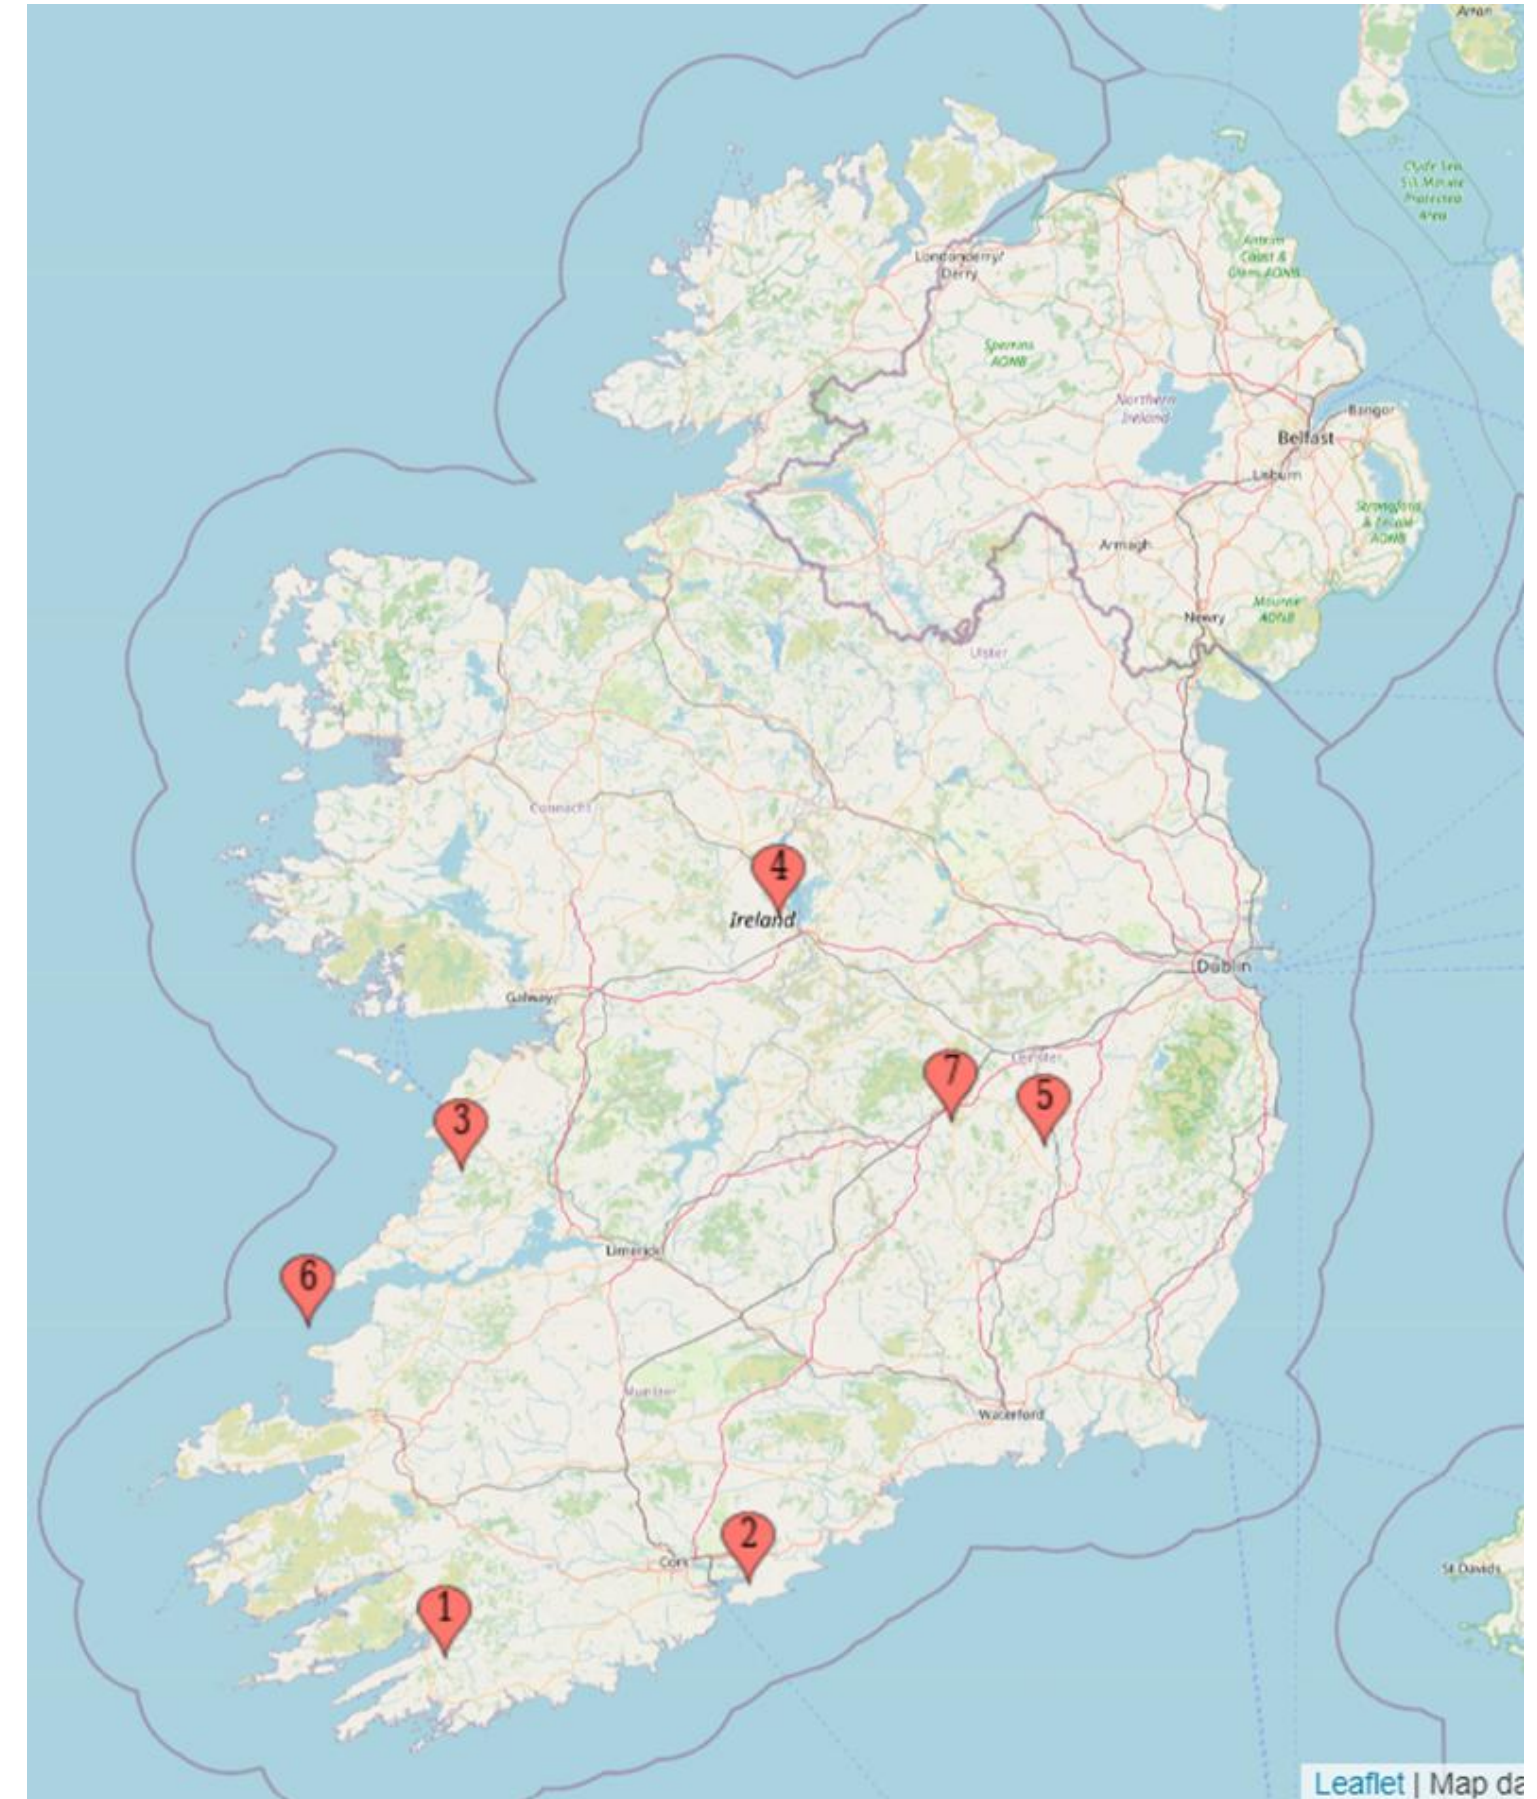 Arran
Clyde Sea
Sill Marine
Protected
Area
Antrim
Coast &
Glens AONB
Londonderry/
Derry
Sperrins
AONB
Northern
Ireland
Bangor
Belfast
Lisburn
Strangford
& Lecale
AONB
Armagh
Mourne
AONB
Newry
Ulster
Connacht
4
Ireland
Dublin
Galway
7
Leinster
5
3
Limerick
6
Munster
Waterford
2
Cork
St Davids
1
Leaflet | Map da